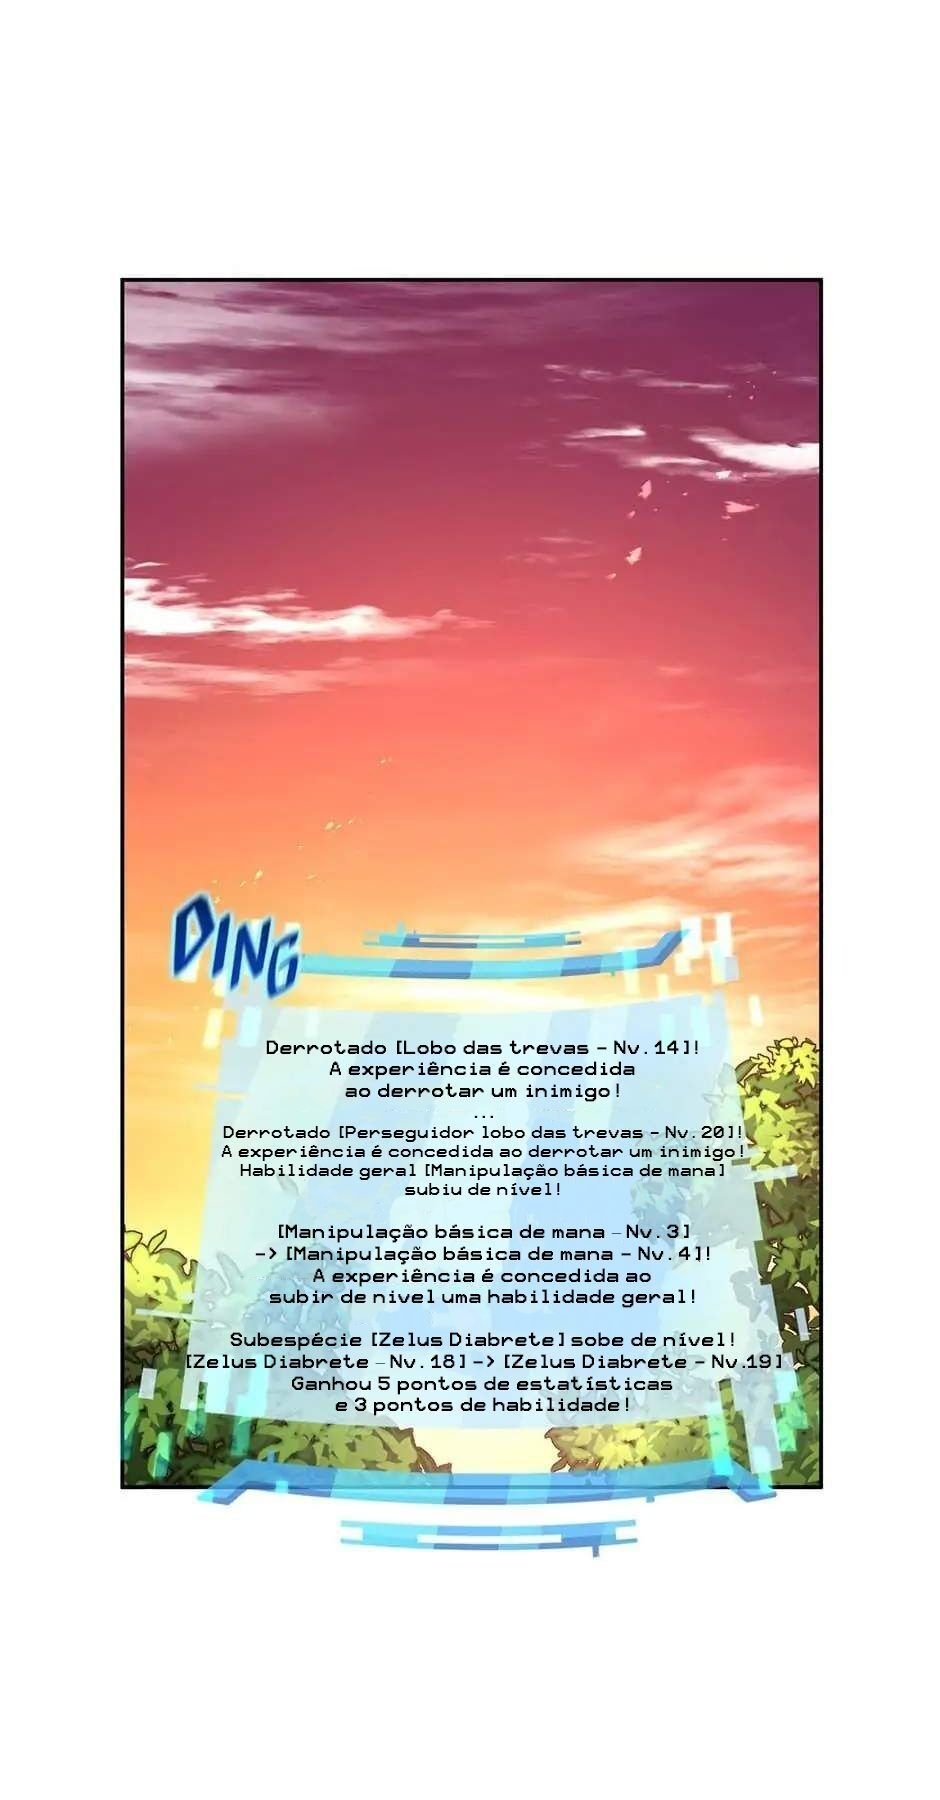 DING
Derrotado [Lobo das trevas - Nv. 14]!
A experiência é concedida
ao derrotar um inimigo!
...
Derrotado [Perseguidor lobo das trevas - Nv. 20]!
A experiência é concedida ao derrotar um inimigo!
Habilidade geral [Manipulação básica de mana]
subiu de nível!
[Manipulação básica de mana - Nv. 3]
-> [Manipulação básica de mana - Nv. 4]!
A experiência é concedida ao
subir de nivel uma habilidade geral!
Subespécie [Zelus Diabrete] sobe de nível!
[Zelus Diabrete - Nv. 18] -> [Zelus Diabrete - Nv.19]
Ganhou 5 pontos de estatísticas
e 3 pontos de habilidade!